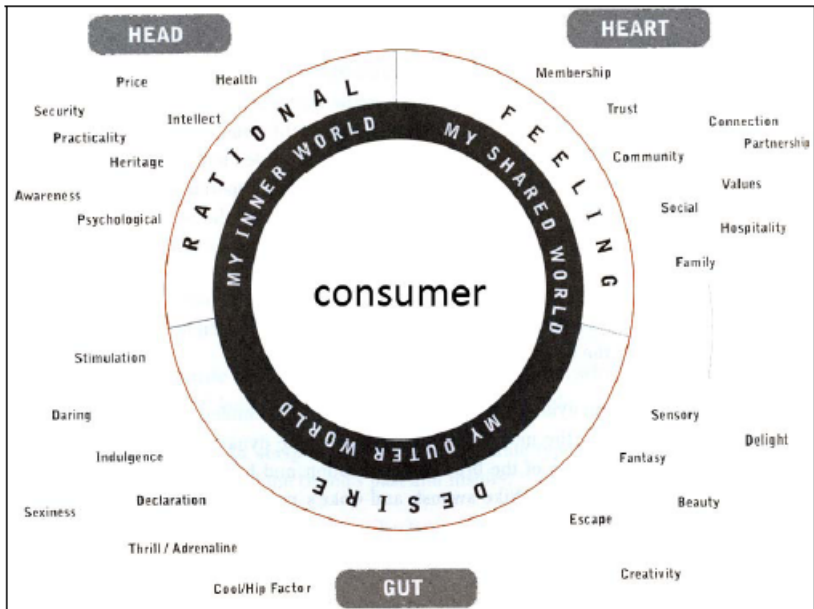 HEAD
HEART
Price
Health
Security
Intellect
Practicality
Heritage
Awareness
Psychological
Membership
Trust
Connection
Partnership
Community
Values
Social
Hospitality
Family
RATIONAL
FEELING
MY INNER WORLD
MY SHARED WORLD
consumer
MY OUTER WORLD
DESIRE
Stimulation
Daring
Indulgence
Declaration
Sexiness
Thrill / Adrenaline
Cool/Hip Factor
Sensory
Delight
Fantasy
Beauty
Escape
Creativity
GUT